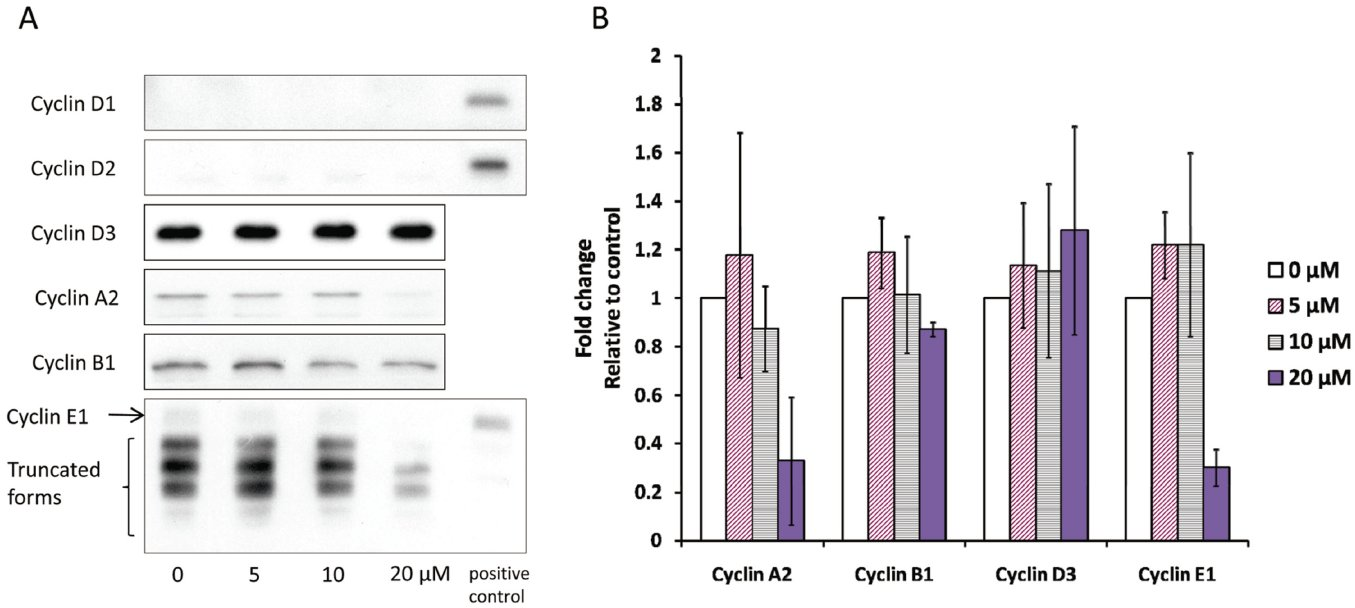 A
Cyclin D1
Cyclin D2
Cyclin D3
Cyclin A2
Cyclin B1
Cyclin E1
Truncated
forms
0 5 10 20 μM positive
control
B
Fold change
Relative to control
2
1.8
1.6
1.4
1.2
1
0.8
0.6
0.4
0.2
0
Cyclin A2 Cyclin B1 Cyclin D3 Cyclin E1
0 μM
5 μM
10 μM
20 μM